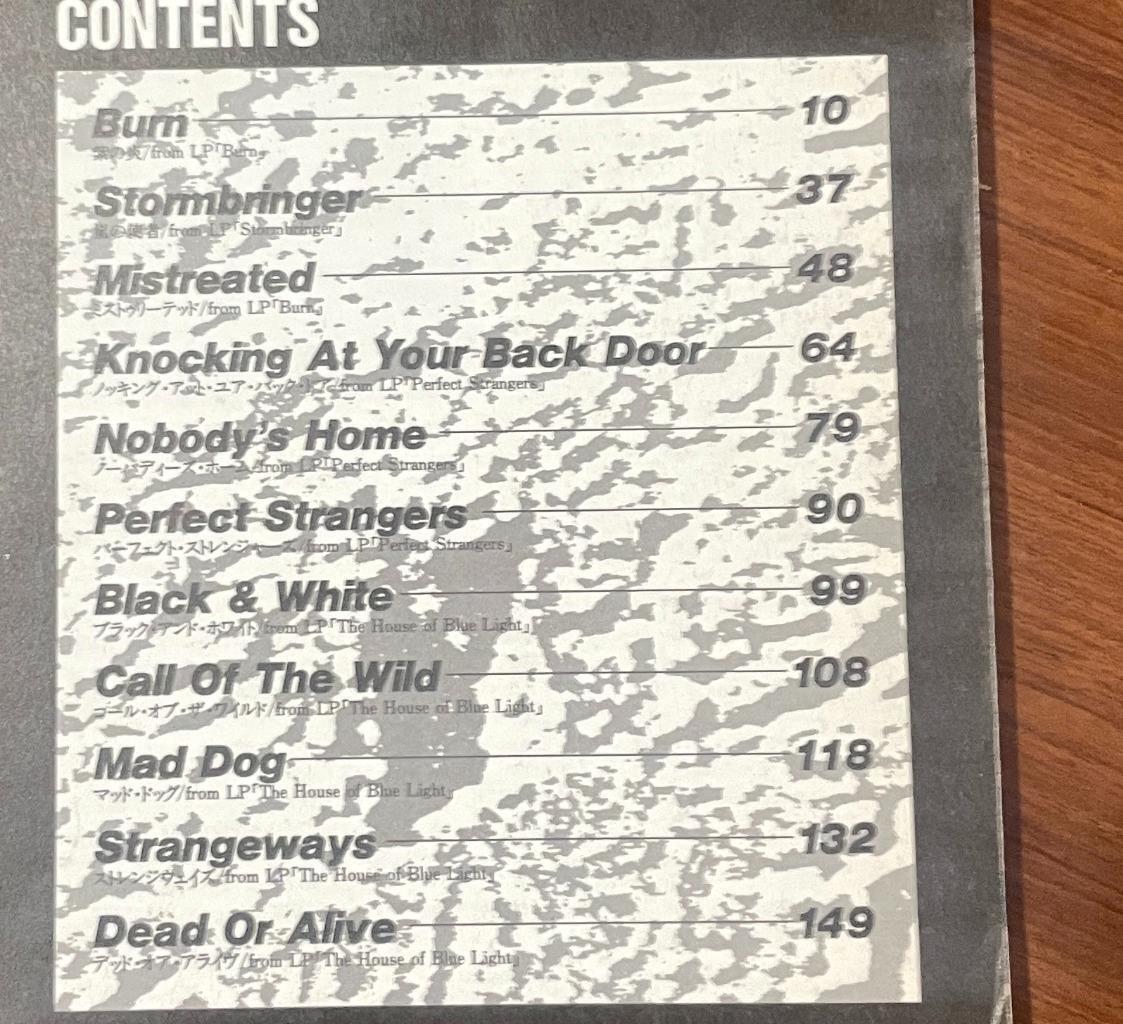 CONTENTS
Burn 10
紫の炎/from LP「Burn」
Stormbringer 37
嵐の使者/from LP「Stormbringer」
Mistreated 48
ミストゥリーテッド/from LP「Burn」
Knocking At Your Back Door 64
ノッキング・アット・ユア・バック・ドア/from LP「Perfect Strangers」
Nobody's Home 79
ノーバディーズ・ホーム/from LP「Perfect Strangers」
Perfect Strangers 90
パーフェクト・ストレンジャーズ/from LP「Perfect Strangers」
Black & White 99
ブラック・アンド・ホワイト/from LP「The House of Blue Light」
Call Of The Wild 108
コール・オブ・ザ・ワイルド/from LP「The House of Blue Light」
Mad Dog 118
マッド・ドッグ/from LP「The House of Blue Light」
Strangeways 132
ストレンジウェイズ/from LP「The House of Blue Light」
Dead Or Alive 149
デッド・オア・アライヴ/from LP「The House of Blue Light」